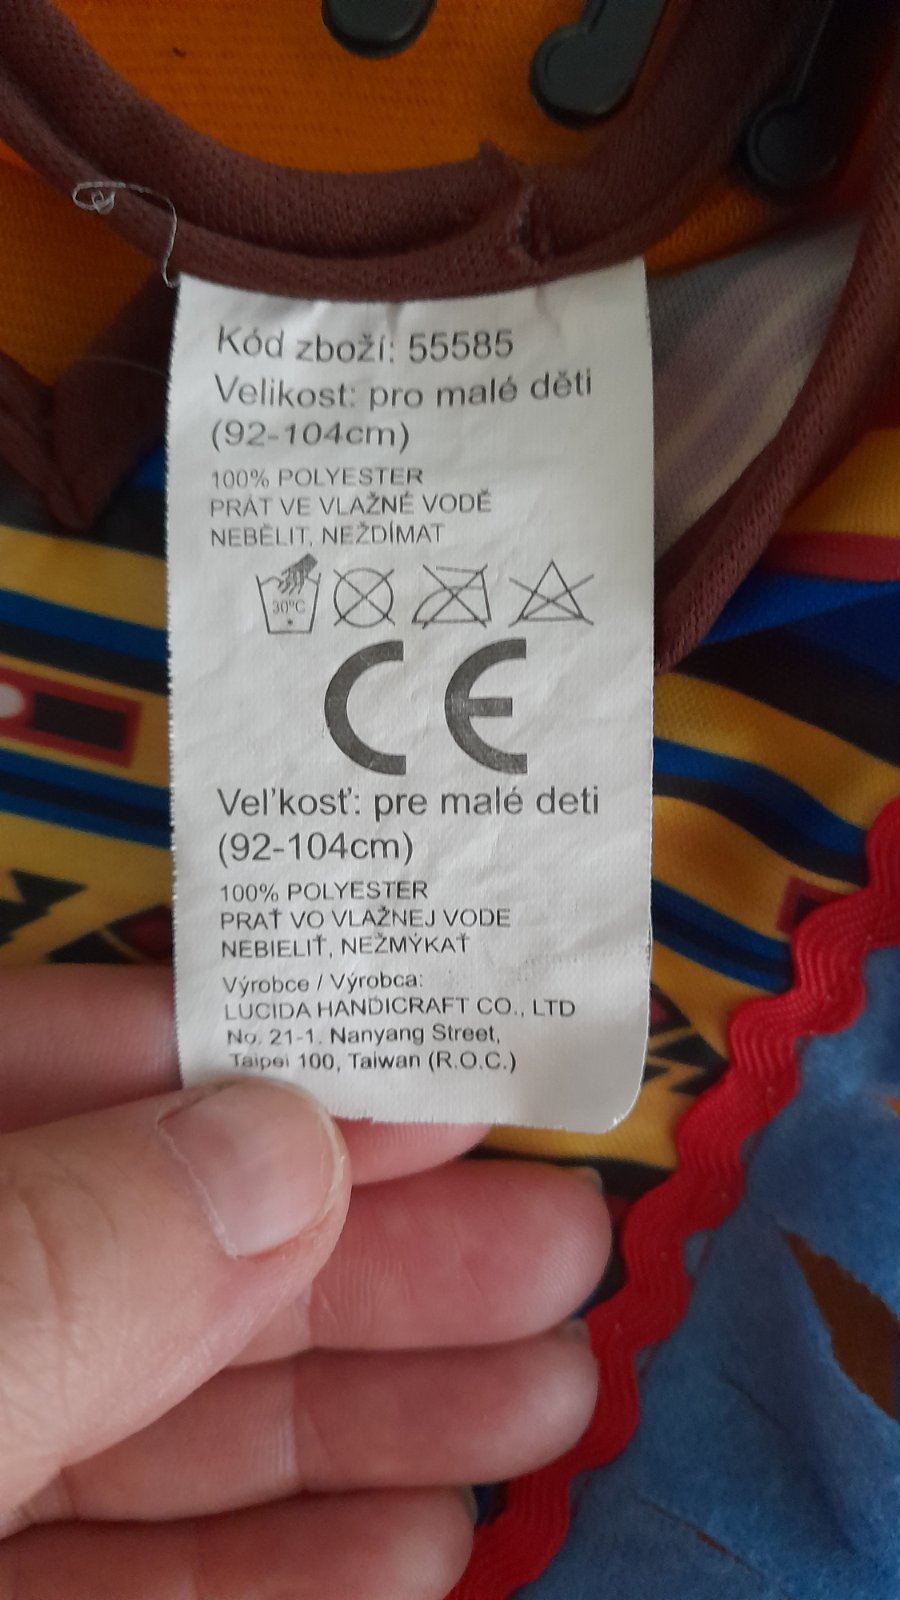 Kód zboží: 55585
Velikost: pro malé děti
(92-104cm)
100% POLYESTER
PRÁT VE VLAŽNÉ VODĚ
NEBĚLIT, NEŽDÍMAT
30°C
CE
Veľkosť: pre malé deti
(92-104cm)
100% POLYESTER
PRAŤ VO VLAŽNEJ VODE
NEBIELIŤ, NEŽMÝKAŤ
Výrobce / Výrobca:
LUCIDA HANDICRAFT CO., LTD
No. 21-1. Nanyang Street,
Taipei 100, Taiwan (R.O.C.)